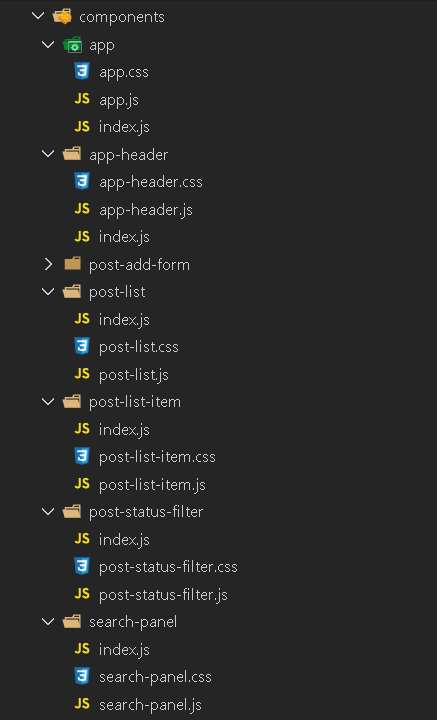 components
app
app.css
JS app.js
JS index.js
app-header
app-header.css
JS app-header.js
JS index.js
post-add-form
post-list
JS index.js
post-list.css
JS post-list.js
post-list-item
JS index.js
post-list-item.css
JS post-list-item.js
post-status-filter
JS index.js
post-status-filter.css
JS post-status-filter.js
search-panel
JS index.js
search-panel.css
JS search-panel.js